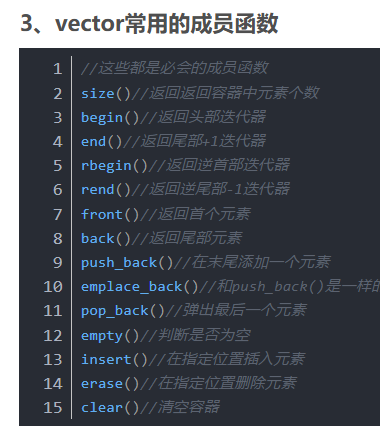 3、vector常用的成员函数
1 //这些都是必会的成员函数
2 size()//返回返回容器中元素个数
3 begin()//返回头部迭代器
4 end()//返回尾部+1迭代器
5 rbegin()//返回逆首部迭代器
6 rend()//返回逆尾部-1迭代器
7 front()//返回首个元素
8 back()//返回尾部元素
9 push_back()//在末尾添加一个元素
10 emplace_back()//和push_back()是一样的
11 pop_back()//弹出最后一个元素
12 empty()//判断是否为空
13 insert()//在指定位置插入元素
14 erase()//在指定位置删除元素
15 clear()//清空容器